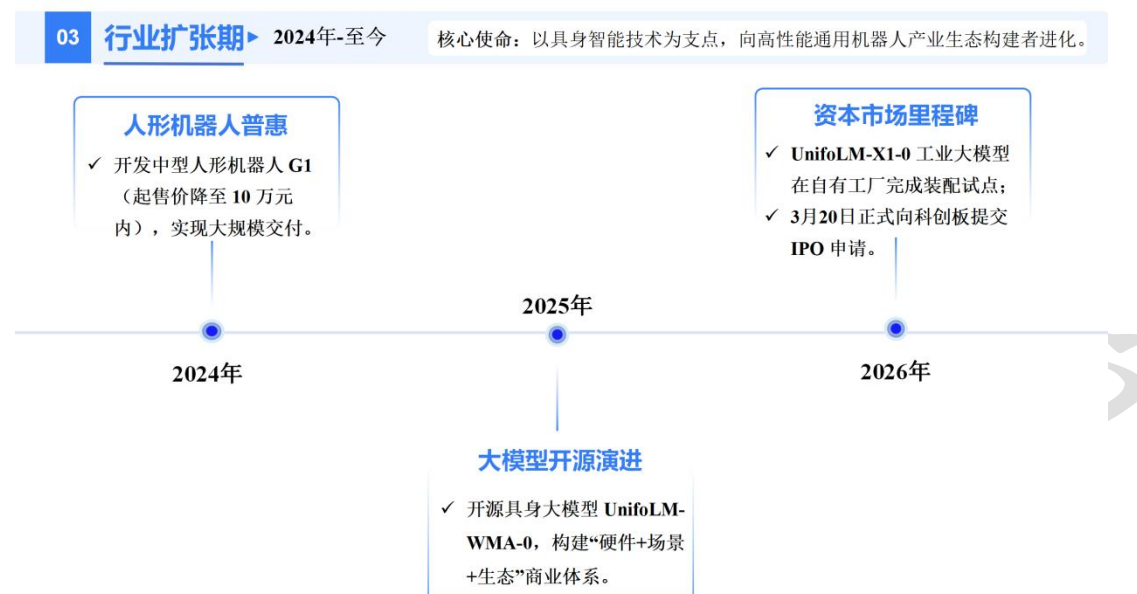 03 行业扩张期 2024年-至今 核心使命：以具身智能技术为支点，向高性能通用机器人产业生态构建者进化。
人形机器人普惠
✓ 开发中型人形机器人 G1
（起售价降至 10 万元
内），实现大规模交付。
资本市场里程碑
✓ UnifoLM-X1-0 工业大模型
在自有工厂完成装配试点；
✓ 3月20日正式向科创板提交
IPO 申请。
2025年
2024年
2026年
大模型开源演进
✓ 开源具身大模型 UnifoLM-
WMA-0，构建“硬件+场景
+生态”商业体系。